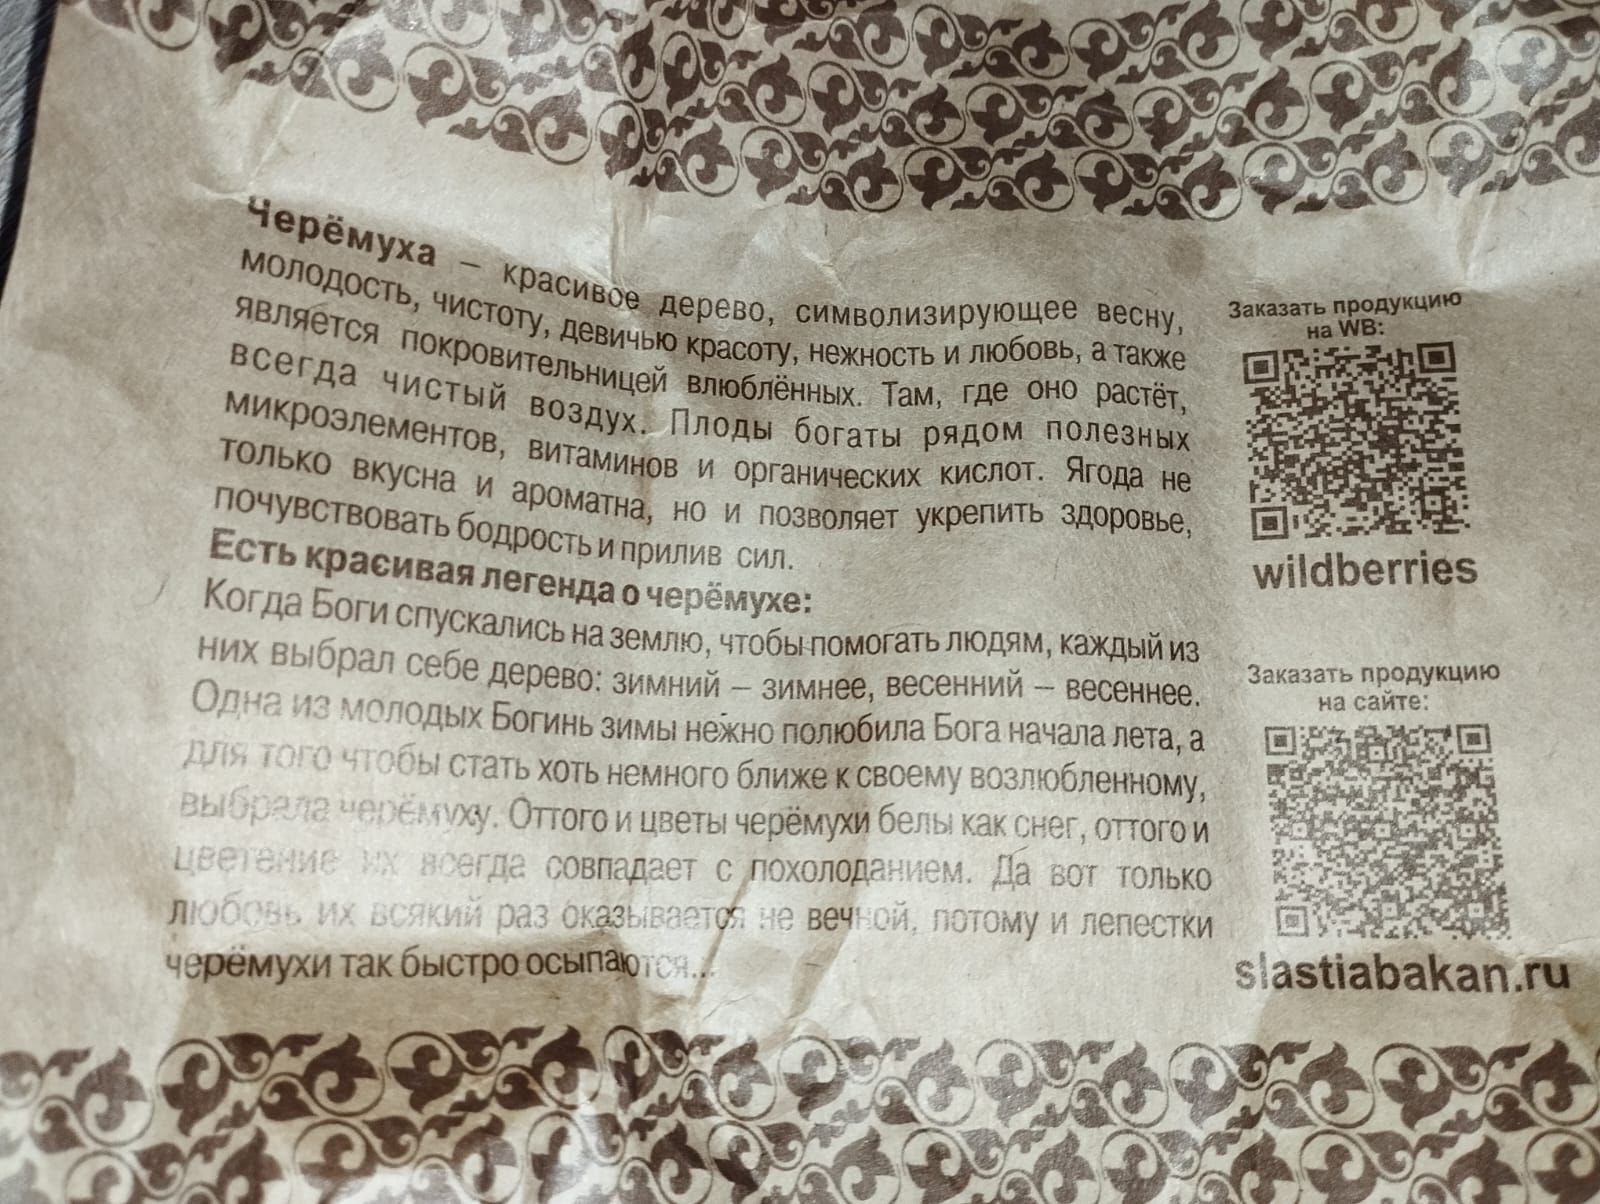 Черёмуха – красивое дерево, символизирующее весну,
молодость, чистоту, девичью красоту, нежность и любовь, а также
является покровительницей влюблённых. Там, где оно растёт,
всегда чистый воздух. Плоды богаты рядом полезных
микроэлементов, витаминов и органических кислот. Ягода не
только вкусна и ароматна, но и позволяет укрепить здоровье,
почувствовать бодрость и прилив сил.
Есть красивая легенда о черёмухе:
Когда Боги спускались на землю, чтобы помогать людям, каждый из
них выбрал себе дерево: зимний – зимнее, весенний – весеннее.
Одна из молодых Богинь зимы нежно полюбила Бога начала лета, а
для того чтобы стать хоть немного ближе к своему возлюбленному,
выбрала черёмуху. Оттого и цветы черёмухи белы как снег, оттого и
цветение их всегда совпадает с похолоданием. Да вот только
любовь их всякий раз оказывается не вечной, потому и лепестки
черёмухи так быстро осыпаются...
Заказать продукцию
на WB:
wildberries
Заказать продукцию
на сайте:
slastiabakan.ru